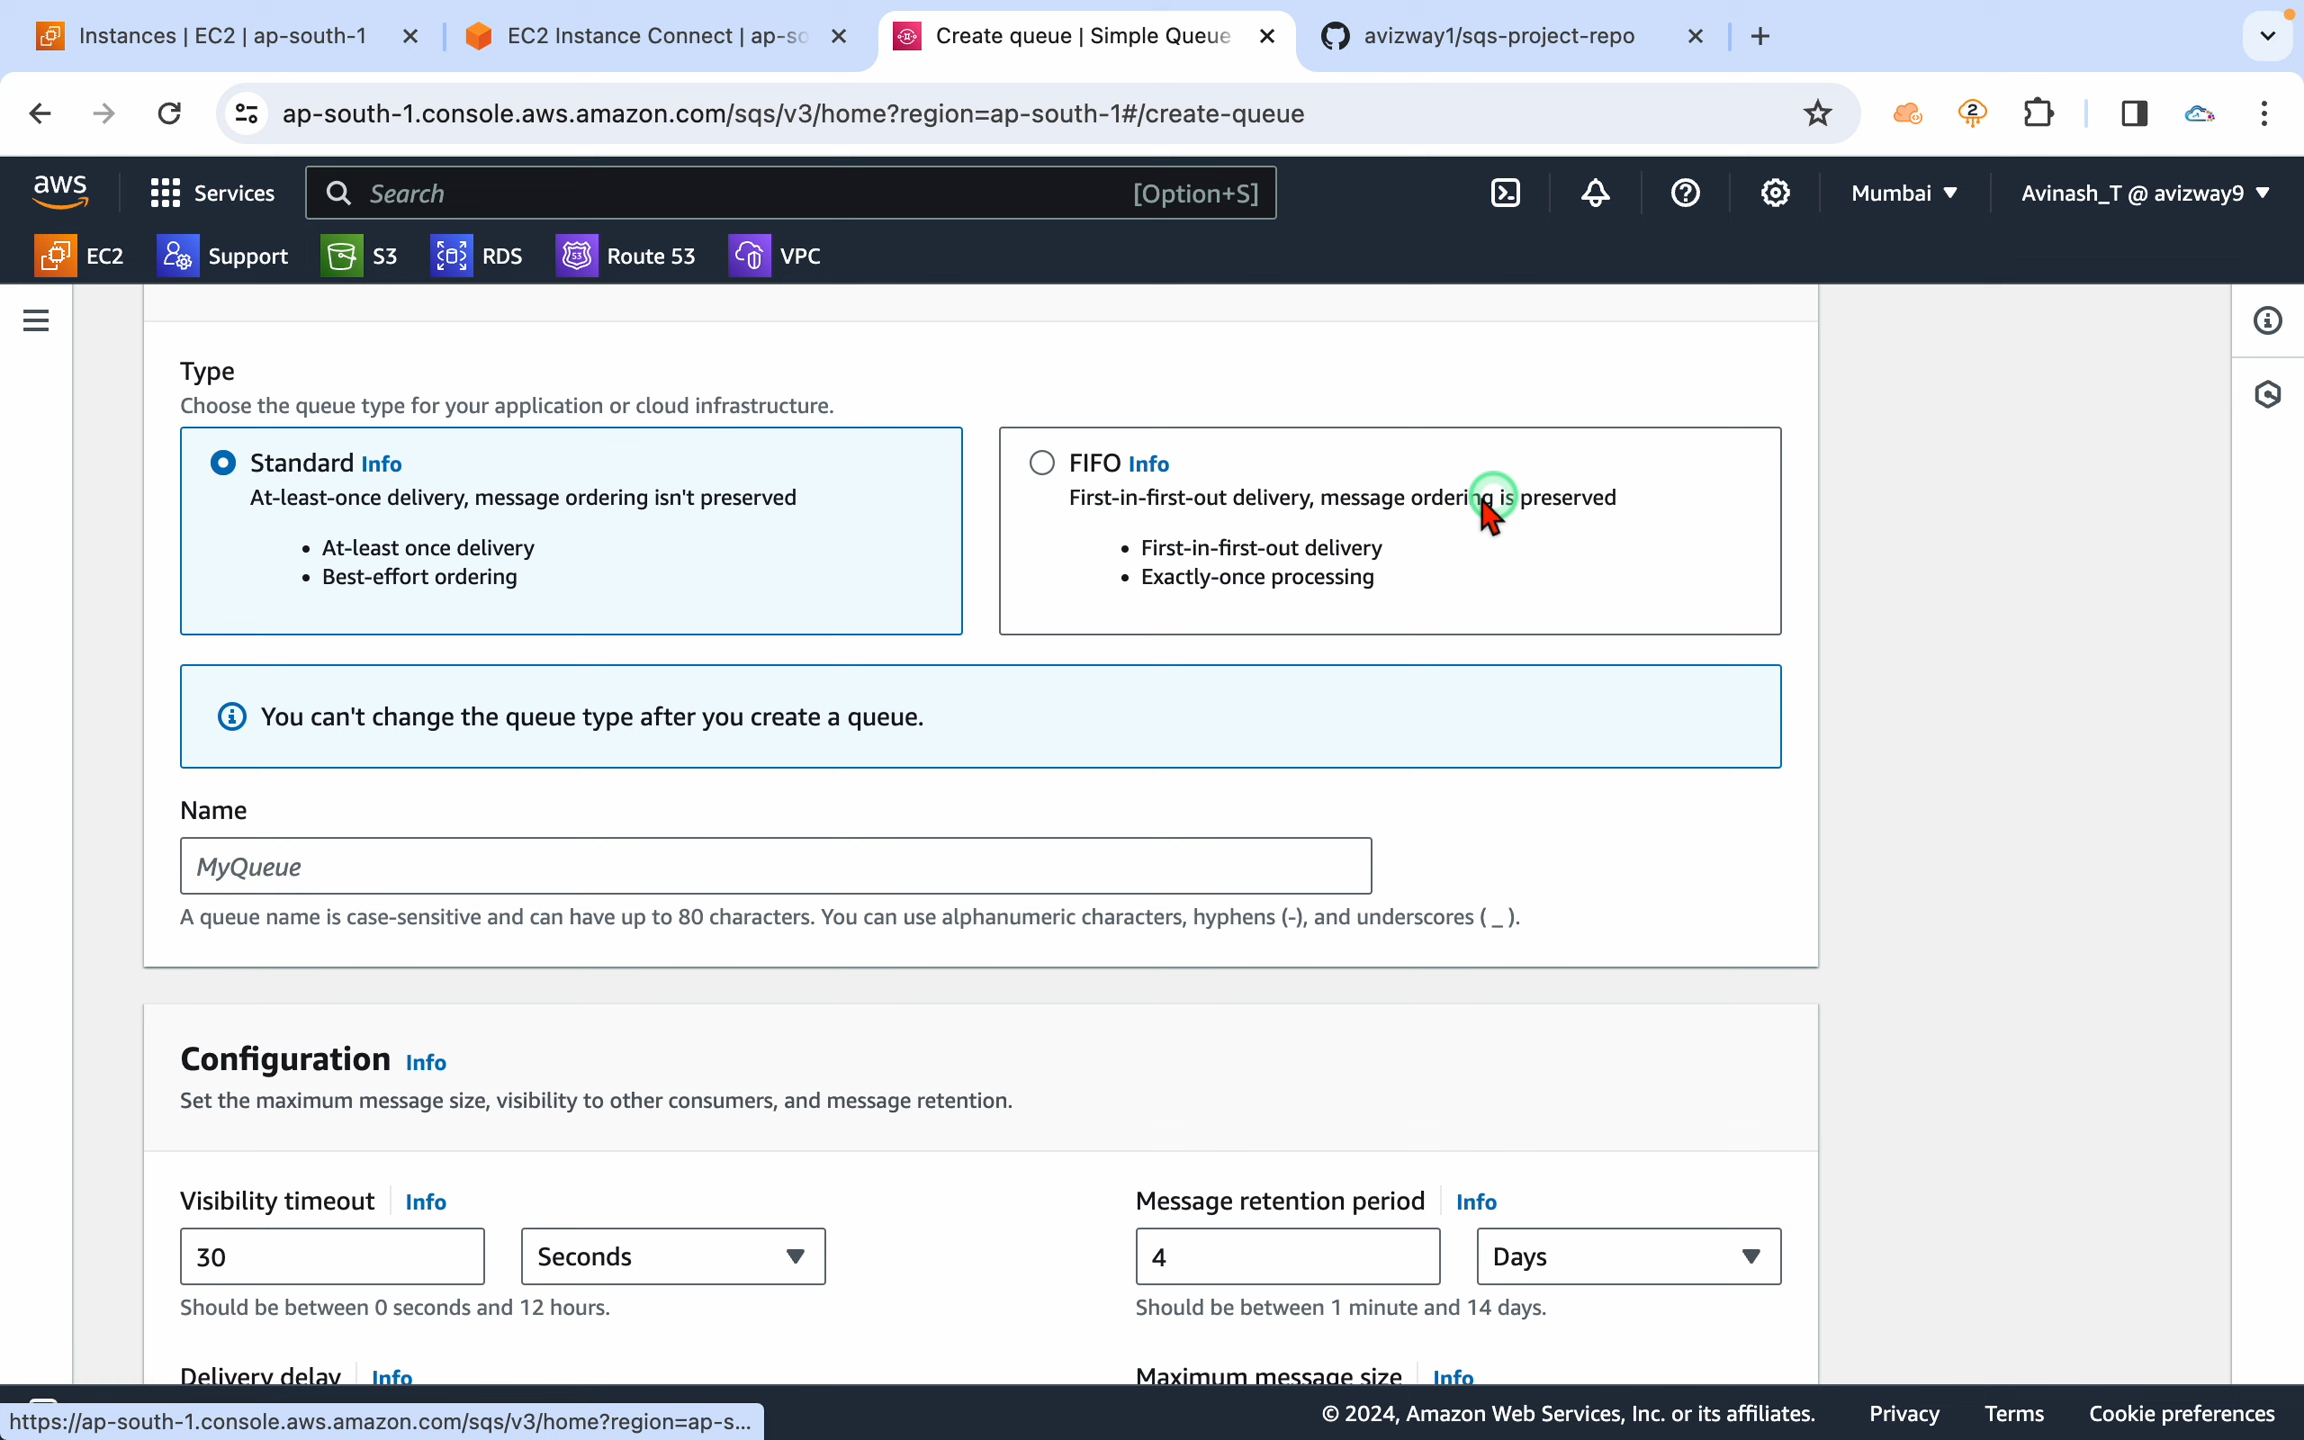 Instances | EC2 | ap-south-1
EC2 Instance Connect | ap-so
Create queue | Simple Queue
avizway1/sqs-project-repo
ap-south-1.console.aws.amazon.com/sqs/v3/home?region=ap-south-1#/create-queue
2
aws
Services
Search
[Option+S]
Mumbai
Avinash_T @ avizway9
EC2
Support
S3
RDS
53
Route 53
VPC
Type
Choose the queue type for your application or cloud infrastructure.
Standard Info
At-least-once delivery, message ordering isn't preserved
• At-least once delivery
• Best-effort ordering
FIFO Info
First-in-first-out delivery, message ordering is preserved
• First-in-first-out delivery
• Exactly-once processing
You can't change the queue type after you create a queue.
Name
MyQueue
A queue name is case-sensitive and can have up to 80 characters. You can use alphanumeric characters, hyphens (-), and underscores ( _ ).
Configuration Info
Set the maximum message size, visibility to other consumers, and message retention.
Visibility timeout Info
30 Seconds
Should be between 0 seconds and 12 hours.
Message retention period Info
4 Days
Should be between 1 minute and 14 days.
Delivery delay Info
Maximum message size Info
https://ap-south-1.console.aws.amazon.com/sqs/v3/home?region=ap-s...
© 2024, Amazon Web Services, Inc. or its affiliates.
Privacy
Terms
Cookie preferences